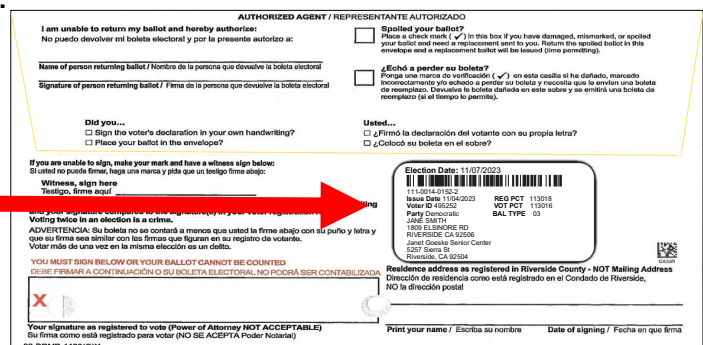 AUTHORIZED AGENT / REPRESENTANTE AUTORIZADO
I am unable to return my ballot and hereby authorize:
No puedo devolver mi boleta electoral y por la presente autorizo a:
Name of person returning ballot / Nombre de la persona que devuelve la boleta electoral
Signature of person returning ballot / Firma de la persona que devuelve la boleta electoral
Spoiled your ballot?
Place a check mark ( ✓ ) in this box if you have damaged, mismarked, or spoiled
your ballot and need a replacement sent to you. Return the spoiled ballot in this
envelope and a replacement ballot will be issued (time permitting).
¿Echó a perder su boleta?
Ponga una marca de verificación ( ✓ ) en esta casilla si ha dañado, marcado
incorrectamente y/o echado a perder su boleta y necesita que le envíen una boleta
de reemplazo. Devuelva la boleta dañada en este sobre y se emitirá una boleta de
reemplazo (si el tiempo lo permite).
Did you...
☐ Sign the voter's declaration in your own handwriting?
☐ Place your ballot in the envelope?
Usted...
☐ ¿Firmó la declaración del votante con su propia letra?
☐ ¿Colocó su boleta en el sobre?
If you are unable to sign, make your mark and have a witness sign below:
Si usted no puede firmar, haga una marca y pida que un testigo firme abajo:
Witness, sign here
Testigo, firme aquí
Voting twice in an election is a crime.
ADVERTENCIA: Su boleta no se contará a menos que usted la firme abajo con su puño y letra y
que su firma sea similar con las firmas que figuran en su registro de votante.
Votar más de una vez en la misma elección es un delito.
YOU MUST SIGN BELOW OR YOUR BALLOT CANNOT BE COUNTED
DEBE FIRMAR A CONTINUACIÓN O SU BOLETA ELECTORAL NO PODRÁ SER CONTABILIZADA
X
Your signature as registered to vote (Power of Attorney NOT ACCEPTABLE)
Su firma como está registrado para votar (NO SE ACEPTA Poder Notarial)
Election Date: 11/07/2023
111-0014-0152-2
Issue Date 11/04/2023 REG PCT 113018
Voter ID 495252 VOT PCT 113016
Party Democratic BAL TYPE 03
JANE SMITH
1809 ELSINORE RD
RIVERSIDE CA 92506
Janet Goeske Senior Center
5257 Sierra St
Riverside, CA 92504
CA33R
Residence address as registered in Riverside County - NOT Mailing Address
Dirección de residencia como está registrado en el Condado de Riverside,
NO la dirección postal
Print your name / Escriba su nombre Date of signing / Fecha en que firma